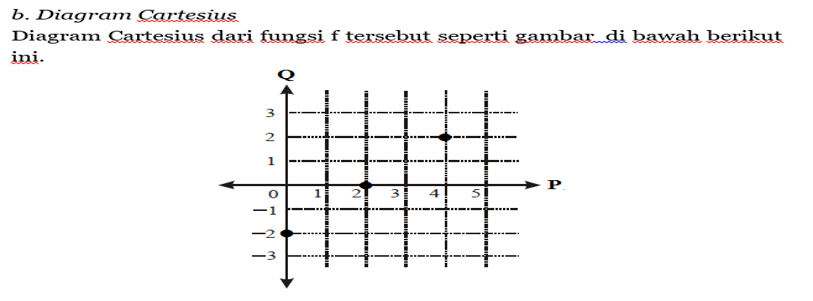 b. Diagram Cartesius
Diagram Cartesius dari fungsi f tersebut seperti gambar di bawah berikut
ini.
Q
3
2
1
0 1 2 3 4 5 P
−1
−2
−3